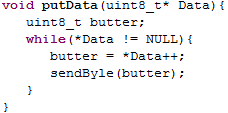 void putData(uint8_t* Data){
uint8_t butter;
while(*Data != NULL){
butter = *Data++;
sendByle(butter);
}
}